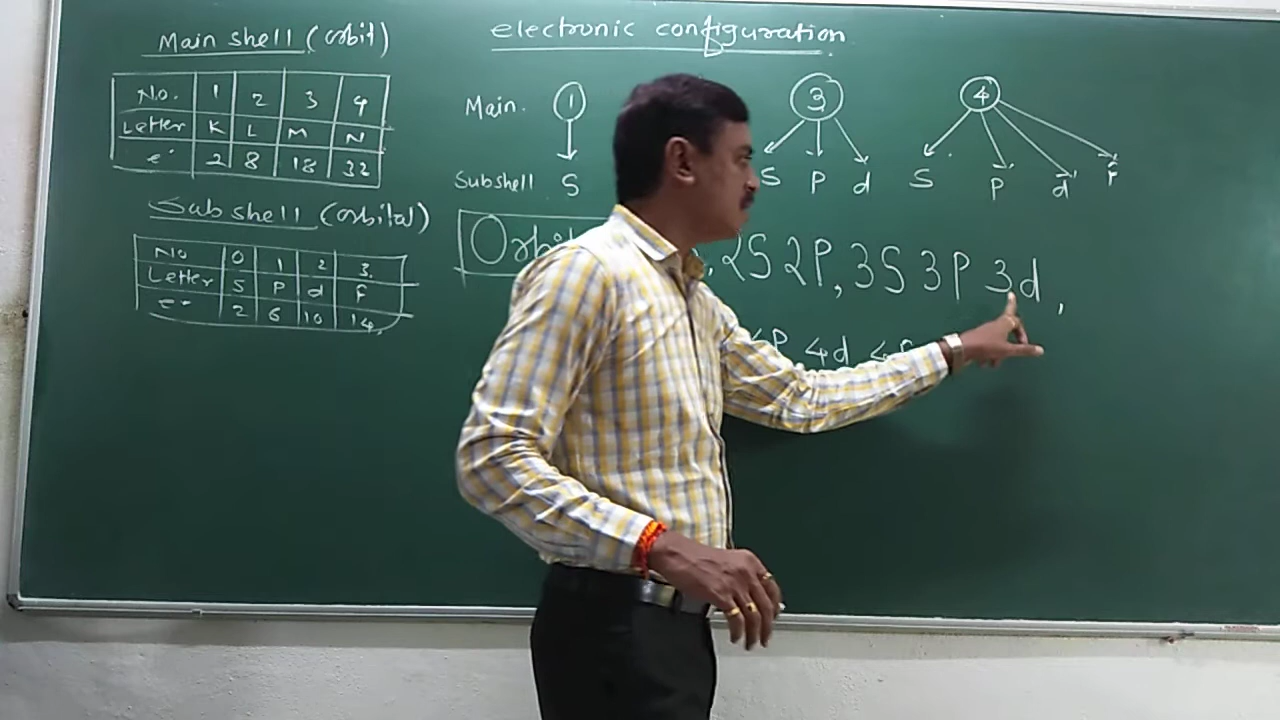 Main shell (orbit)
No. 1 2 3 4
Letter K L M N
e- 2 8 18 32
Sub shell (orbital)
No 0 1 2 3.
Letter S P d f
e- 2 6 10 14,
electronic configuration
Main. 1 3 4
Subshell S S P d S P d f
, 2S 2P, 3S 3P 3d,
4d